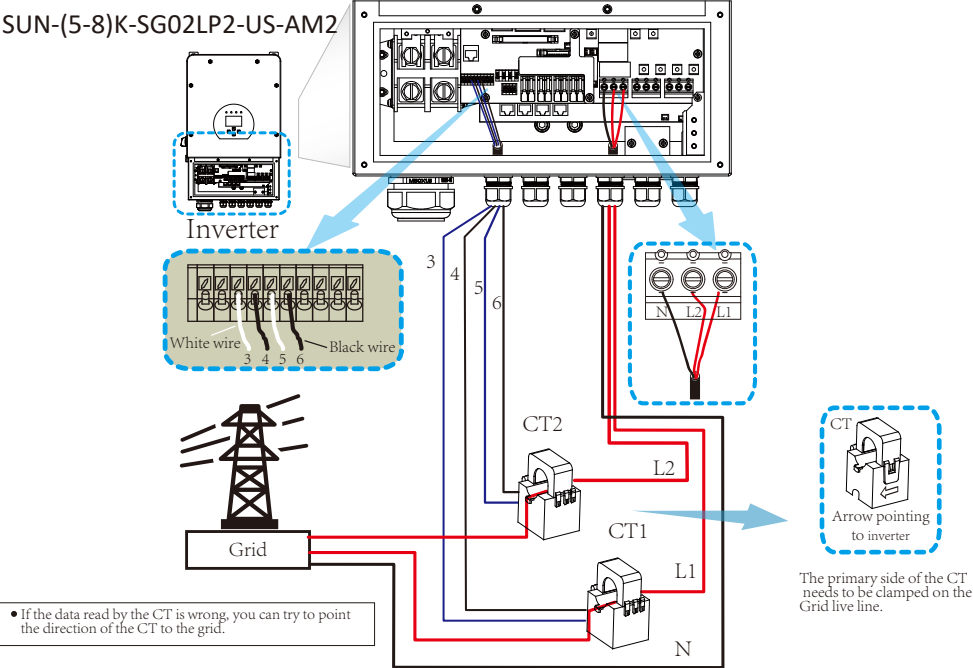 SUN-(5-8)K-SG02LP2-US-AM2
Inverter
3
4
5
6
N
L2
L1
White wire
3
4
5
6
Black wire
CT2
L2
CT
Arrow pointing
to inverter
CT1
Grid
The primary side of the CT
needs to be clamped on the
Grid live line.
L1
• If the data read by the CT is wrong, you can try to point
the direction of the CT to the grid.
N